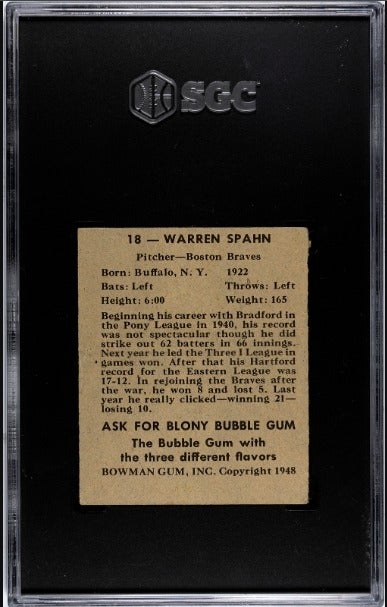 SGC
18 — WARREN SPAHN
Pitcher—Boston Braves
Born: Buffalo, N. Y. 1922
Bats: Left Throws: Left
Height: 6:00 Weight: 165
Beginning his career with Bradford in
the Pony League in 1940, his record
was not spectacular though he did
strike out 62 batters in 66 innings.
Next year he led the Three I League in
games won. After that his Hartford
record for the Eastern League was
17-12. In rejoining the Braves after
the war, he won 8 and lost 5. Last
year he really clicked—winning 21—
losing 10.
ASK FOR BLONY BUBBLE GUM
The Bubble Gum with
the three different flavors
BOWMAN GUM, INC. Copyright 1948